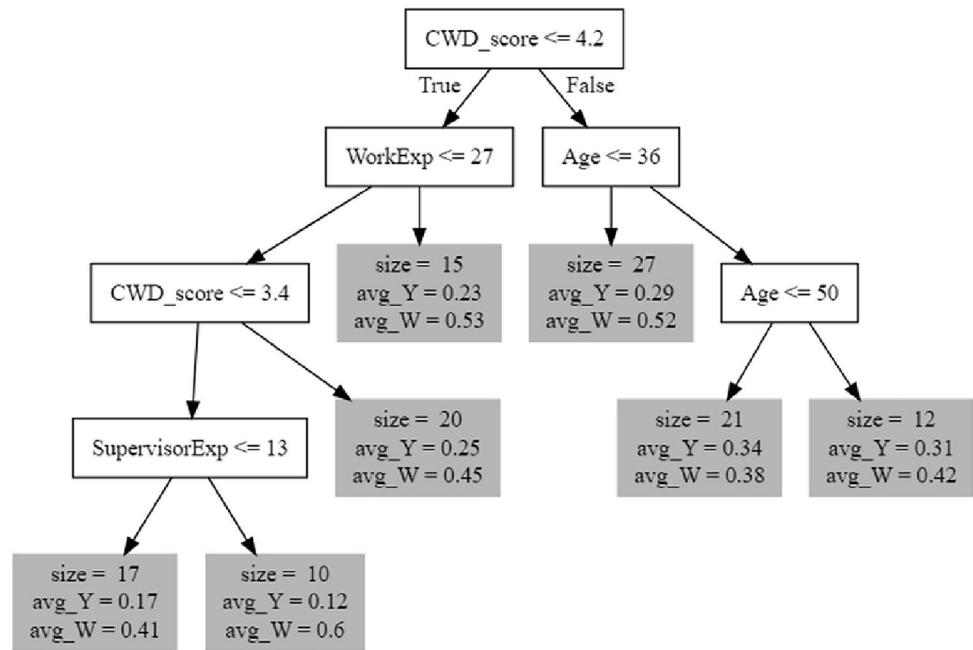 CWD_score <= 4.2
True
False
WorkExp <= 27
Age <= 36
CWD_score <= 3.4
size = 15
avg_Y = 0.23
avg_W = 0.53
size = 27
avg_Y = 0.29
avg_W = 0.52
Age <= 50
SupervisorExp <= 13
size = 20
avg_Y = 0.25
avg_W = 0.45
size = 21
avg_Y = 0.34
avg_W = 0.38
size = 12
avg_Y = 0.31
avg_W = 0.42
size = 17
avg_Y = 0.17
avg_W = 0.41
size = 10
avg_Y = 0.12
avg_W = 0.6